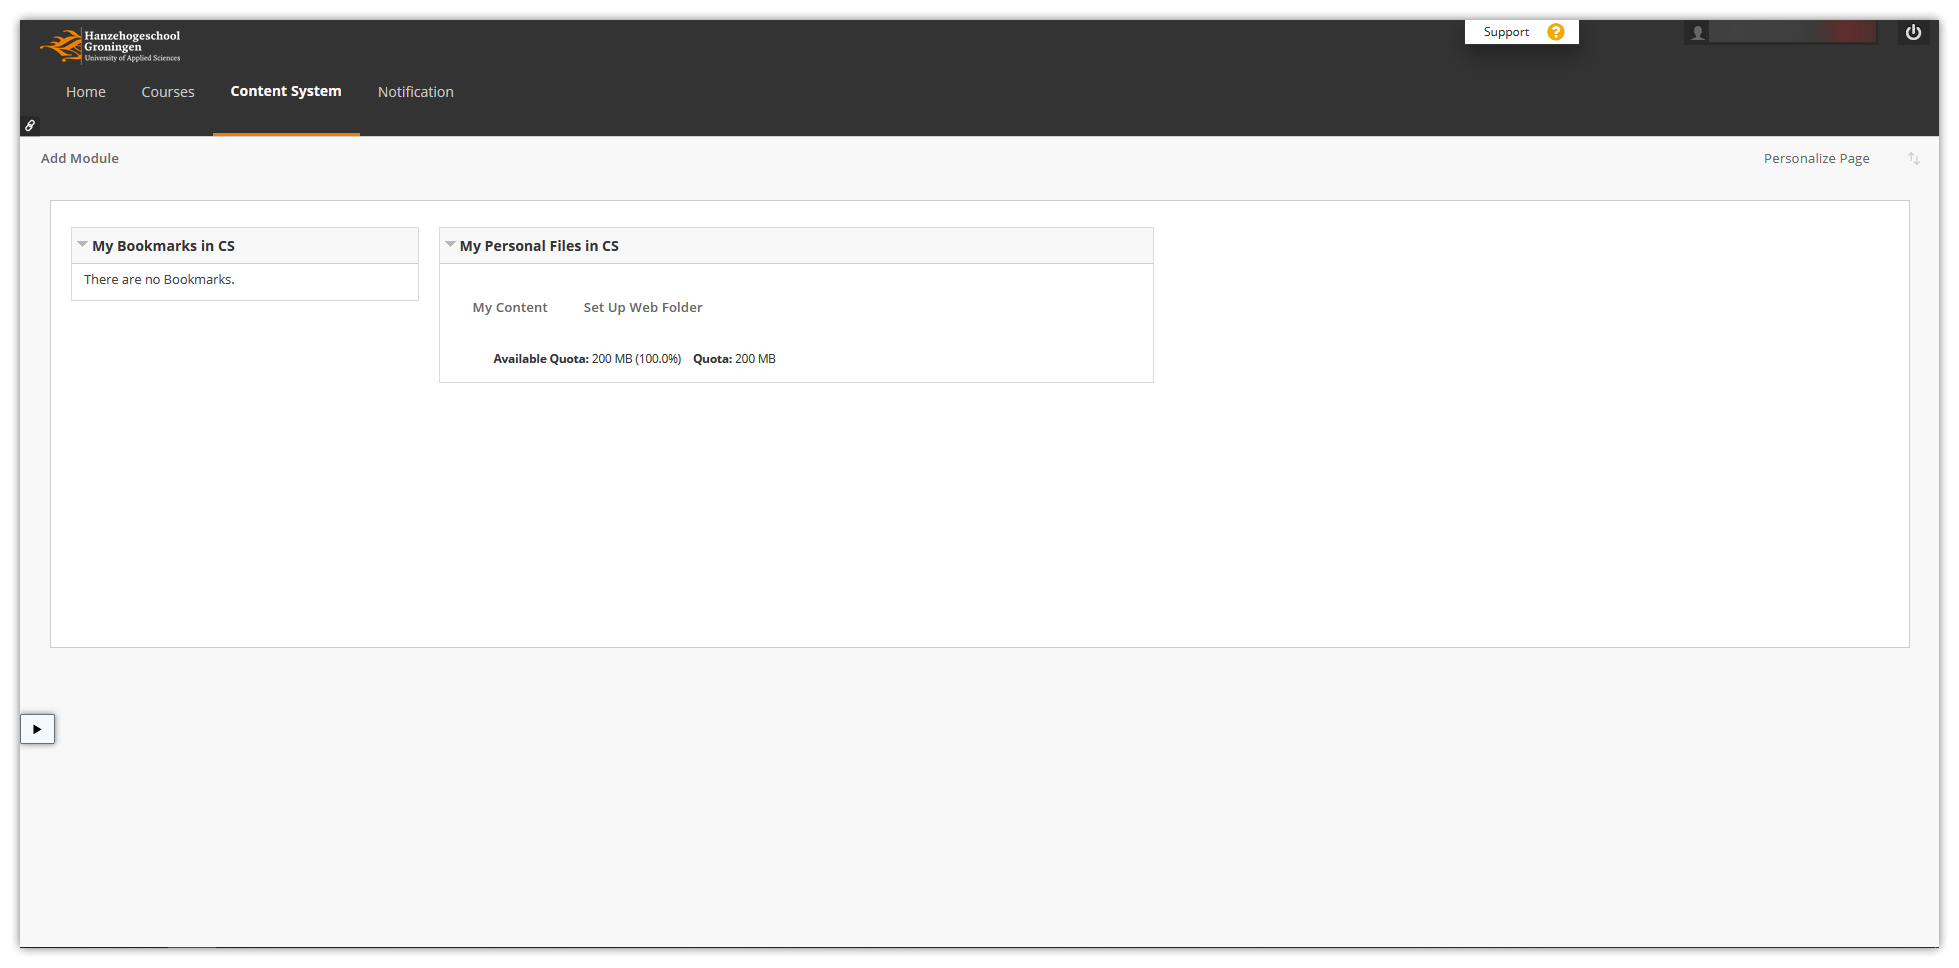 Hanzehogeschool
Groningen
University of Applied Sciences
Support ?
Home Courses Content System Notification
Add Module Personalize Page
My Bookmarks in CS
There are no Bookmarks.
My Personal Files in CS
My Content Set Up Web Folder
Available Quota: 200 MB (100.0%) Quota: 200 MB